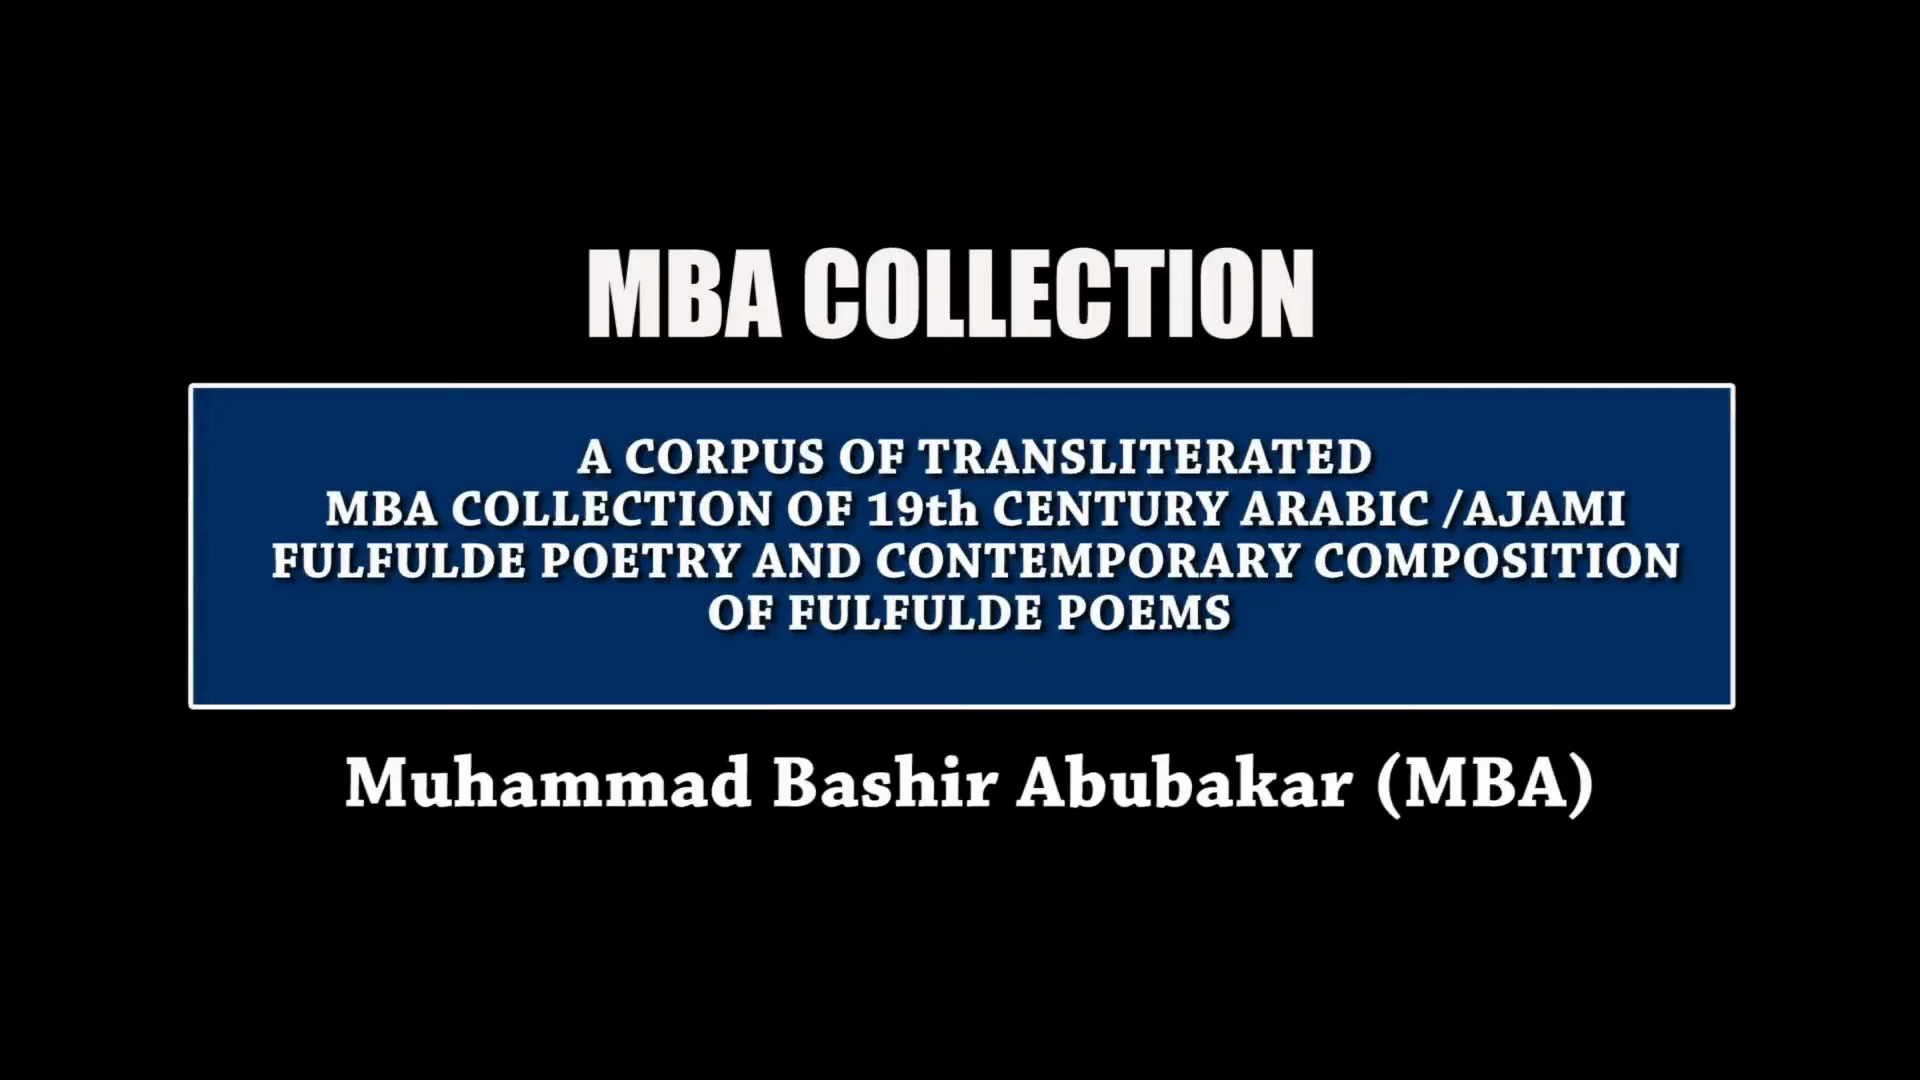 MBA COLLECTION
A CORPUS OF TRANSLITERATED
MBA COLLECTION OF 19th CENTURY ARABIC /AJAMI
FULFULDE POETRY AND CONTEMPORARY COMPOSITION
OF FULFULDE POEMS
Muhammad Bashir Abubakar (MBA)